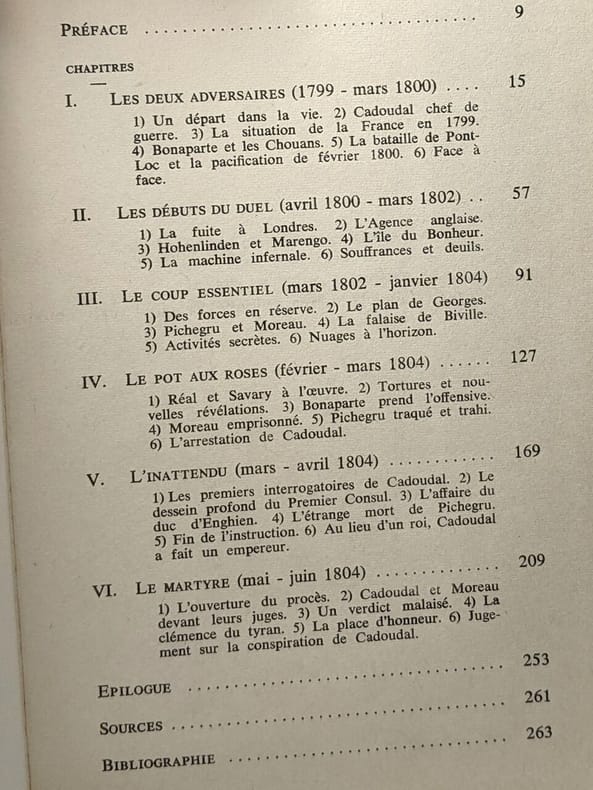 PRÉFACE .................................... 9
CHAPITRES
I. LES DEUX ADVERSAIRES (1799 - mars 1800) .... 15
1) Un départ dans la vie. 2) Cadoudal chef de
guerre. 3) La situation de la France en 1799.
4) Bonaparte et les Chouans. 5) La bataille de Pont-
Loc et la pacification de février 1800. 6) Face à
face.
II. LES DÉBUTS DU DUEL (avril 1800 - mars 1802) .. 57
1) La fuite à Londres. 2) L'Agence anglaise.
3) Hohenlinden et Marengo. 4) L'île du Bonheur.
5) La machine infernale. 6) Souffrances et deuils.
III. LE COUP ESSENTIEL (mars 1802 - janvier 1804) 91
1) Des forces en réserve. 2) Le plan de Georges.
3) Pichegru et Moreau. 4) La falaise de Biville.
5) Activités secrètes. 6) Nuages à l'horizon.
IV. LE POT AUX ROSES (février - mars 1804) ...... 127
1) Réal et Savary à l'œuvre. 2) Tortures et nou-
velles révélations. 3) Bonaparte prend l'offensive.
4) Moreau emprisonné. 5) Pichegru traqué et trahi.
6) L'arrestation de Cadoudal.
V. L'INATTENDU (mars - avril 1804) ............ 169
1) Les premiers interrogatoires de Cadoudal. 2) Le
dessein profond du Premier Consul. 3) L'affaire du
duc d'Enghien. 4) L'étrange mort de Pichegru.
5) Fin de l'instruction. 6) Au lieu d'un roi, Cadoudal
a fait un empereur.
VI. LE MARTYRE (mai - juin 1804) .............. 209
1) L'ouverture du procès. 2) Cadoudal et Moreau
devant leurs juges. 3) Un verdict malaisé. 4) La
clémence du tyran. 5) La place d'honneur. 6) Juge-
ment sur la conspiration de Cadoudal.
EPILOGUE .................................. 253
SOURCES .................................... 261
BIBLIOGRAPHIE .............................. 263